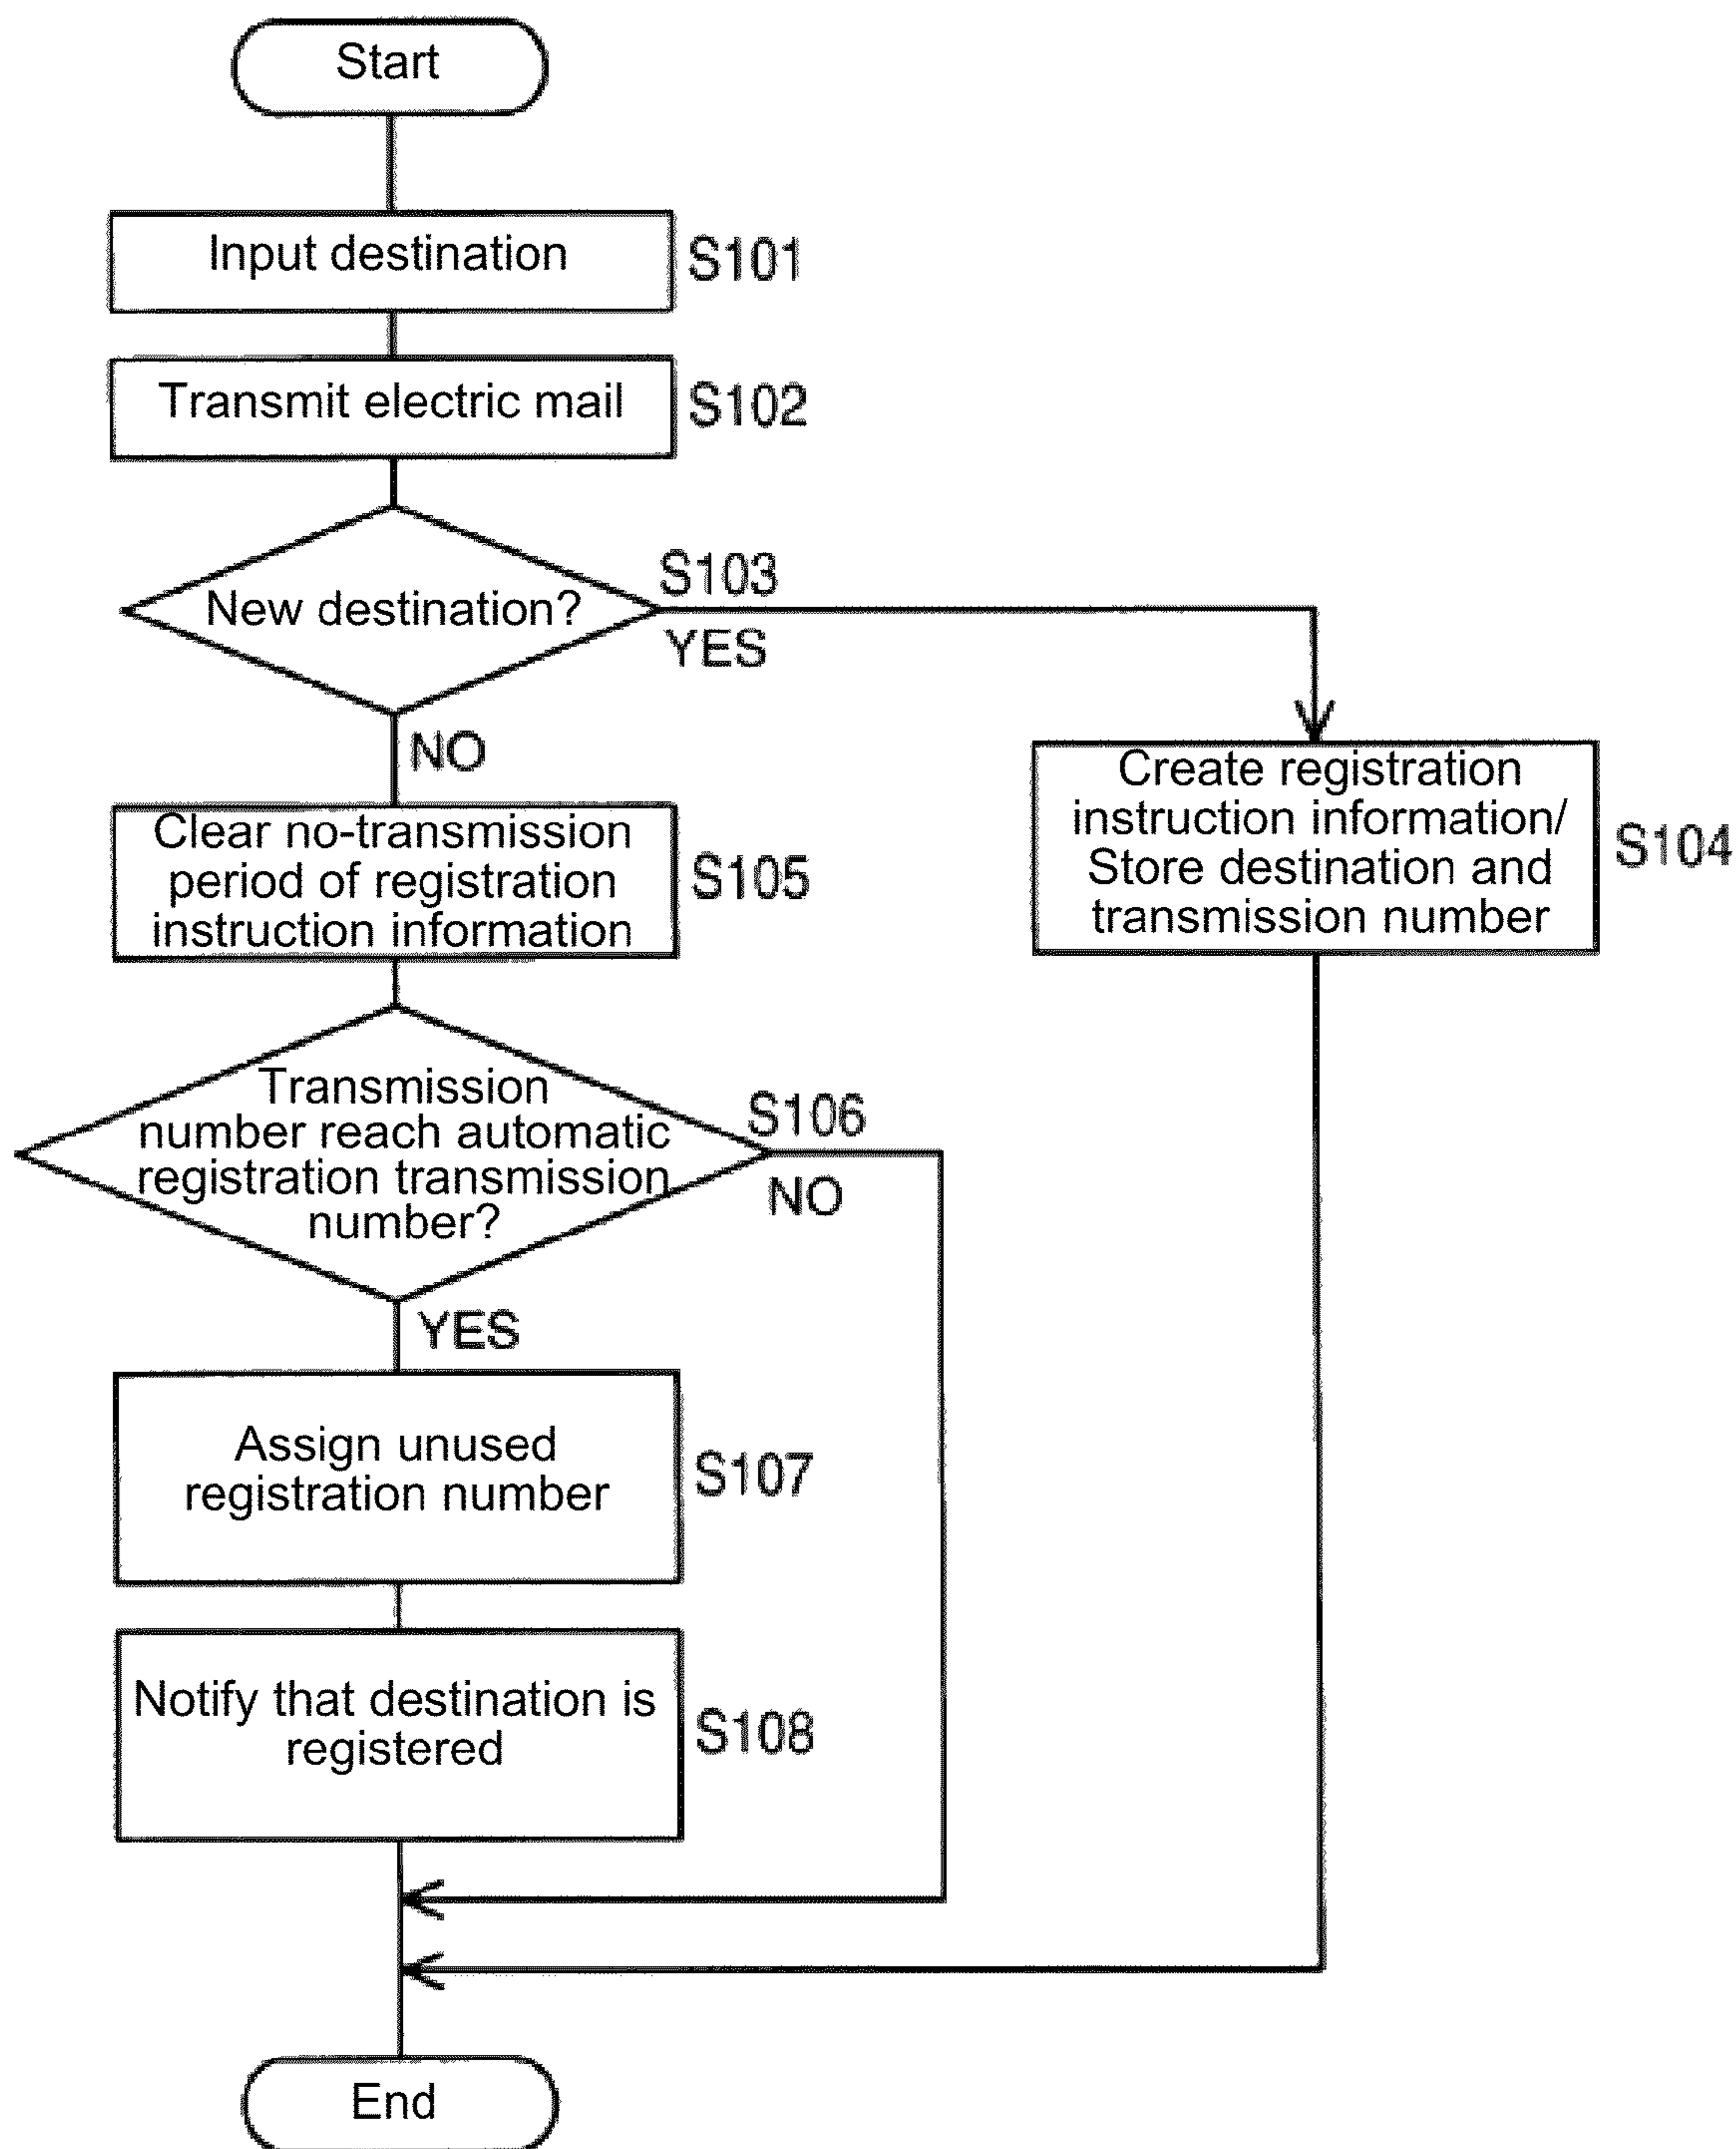 Start
Input destination
S101
Transmit electric mail
S102
New destination?
S103
YES
NO
Create registration
instruction information/
Store destination and
transmission number
S104
Clear no-transmission
period of registration
instruction information
S105
Transmission
number reach automatic
registration transmission
number?
S106
NO
YES
Assign unused
registration number
S107
Notify that destination is
registered
S108
End